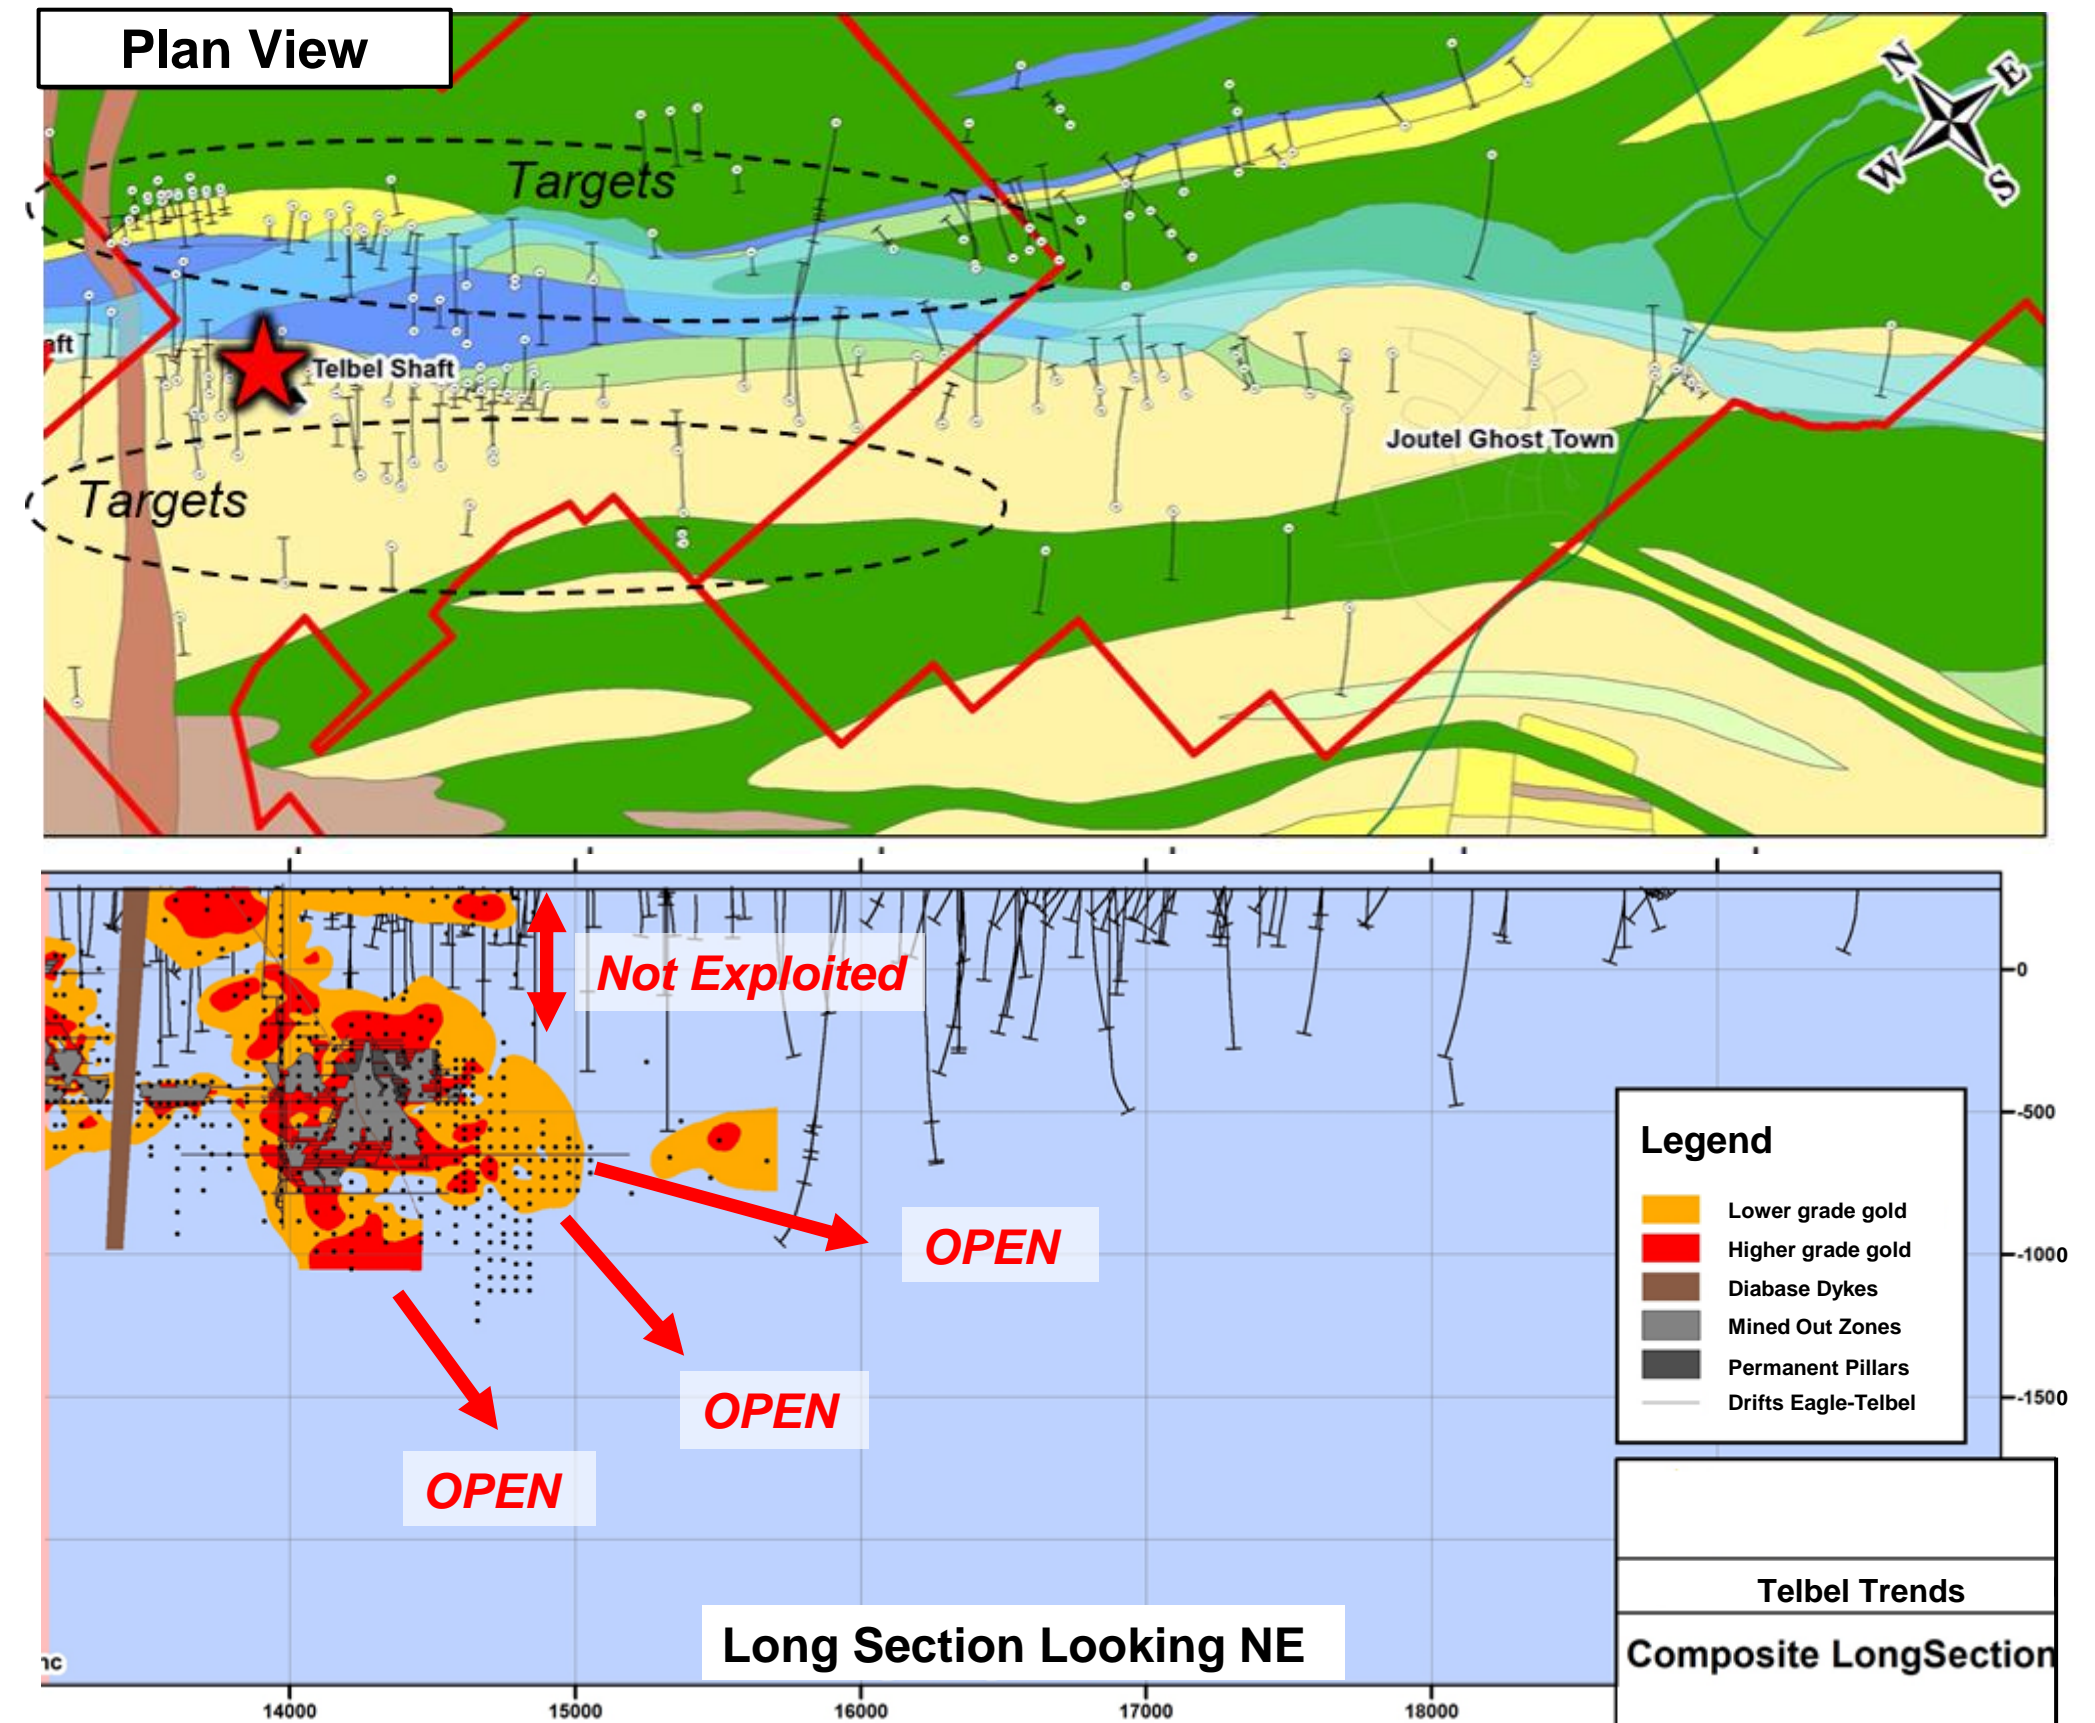 Plan View
N
E
W
S
Targets
aft
Telbel Shaft
Joutel Ghost Town
Targets
Not Exploited
0
-500
-1000
-1500
OPEN
OPEN
OPEN
Legend
Lower grade gold
Higher grade gold
Diabase Dykes
Mined Out Zones
Permanent Pillars
Drifts Eagle-Telbel
Telbel Trends
Composite LongSection
Long Section Looking NE
nc
14000
15000
16000
17000
18000